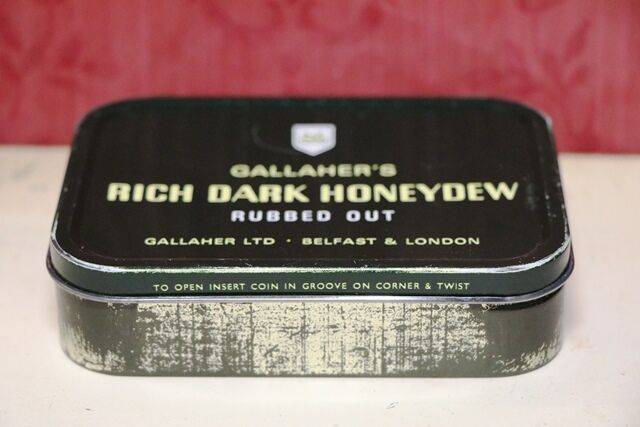 GALLAHER'S
RICH DARK HONEYDEW
RUBBED OUT
GALLAHER LTD · BELFAST & LONDON
TO OPEN INSERT COIN IN GROOVE ON CORNER & TWIST